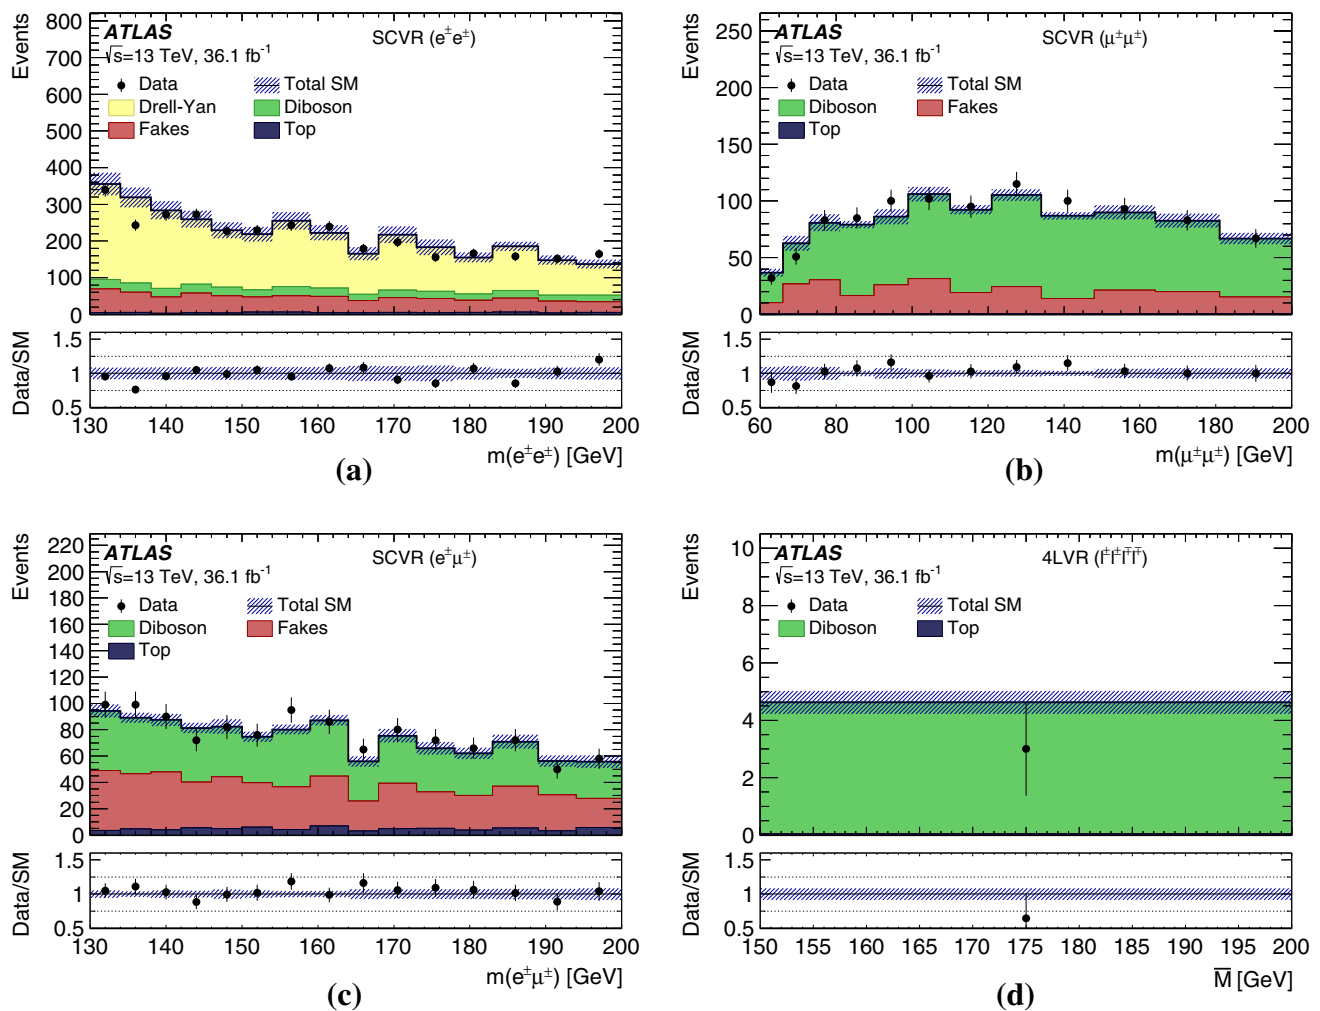 ATLAS
√s=13 TeV, 36.1 fb⁻¹
SCVR (e±e±)
Data
Total SM
Drell-Yan
Diboson
Fakes
Top
Events
800
700
600
500
400
300
200
100
0
Data/SM
1.5
1
0.5
130 140 150 160 170 180 190 200
m(e±e±) [GeV]
(a)
ATLAS
√s=13 TeV, 36.1 fb⁻¹
SCVR (μ±μ±)
Data
Total SM
Diboson
Fakes
Top
Events
250
200
150
100
50
0
Data/SM
1.5
1
0.5
60 80 100 120 140 160 180 200
m(μ±μ±) [GeV]
(b)
ATLAS
√s=13 TeV, 36.1 fb⁻¹
SCVR (e±μ±)
Data
Total SM
Diboson
Fakes
Top
Events
220
200
180
160
140
120
100
80
60
40
20
0
Data/SM
1.5
1
0.5
130 140 150 160 170 180 190 200
m(e±μ±) [GeV]
(c)
ATLAS
√s=13 TeV, 36.1 fb⁻¹
4LVR (l±l±l∓l∓)
Data
Total SM
Diboson
Top
Events
10
8
6
4
2
0
Data/SM
1.5
1
0.5
150 155 160 165 170 175 180 185 190 195 200
M̅ [GeV]
(d)